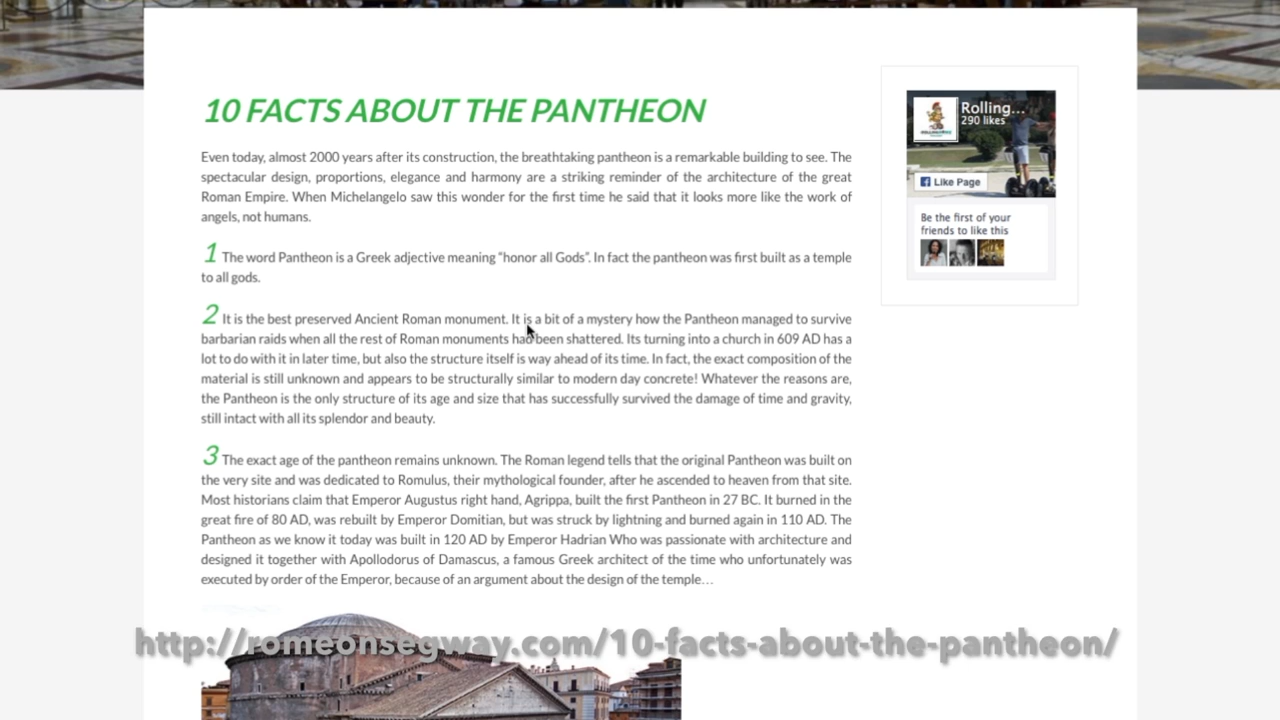 10 FACTS ABOUT THE PANTHEON
Even today, almost 2000 years after its construction, the breathtaking pantheon is a remarkable building to see. The
spectacular design, proportions, elegance and harmony are a striking reminder of the architecture of the great
Roman Empire. When Michelangelo saw this wonder for the first time he said that it looks more like the work of
angels, not humans.
1 The word Pantheon is a Greek adjective meaning “honor all Gods”. In fact the pantheon was first built as a temple
to all gods.
2 It is the best preserved Ancient Roman monument. It is a bit of a mystery how the Pantheon managed to survive
barbarian raids when all the rest of Roman monuments had been shattered. Its turning into a church in 609 AD has a
lot to do with it in later time, but also the structure itself is way ahead of its time. In fact, the exact composition of the
material is still unknown and appears to be structurally similar to modern day concrete! Whatever the reasons are,
the Pantheon is the only structure of its age and size that has successfully survived the damage of time and gravity,
still intact with all its splendor and beauty.
3 The exact age of the pantheon remains unknown. The Roman legend tells that the original Pantheon was built on
the very site and was dedicated to Romulus, their mythological founder, after he ascended to heaven from that site.
Most historians claim that Emperor Augustus right hand, Agrippa, built the first Pantheon in 27 BC. It burned in the
great fire of 80 AD, was rebuilt by Emperor Domitian, but was struck by lightning and burned again in 110 AD. The
Pantheon as we know it today was built in 120 AD by Emperor Hadrian Who was passionate with architecture and
designed it together with Apollodorus of Damascus, a famous Greek architect of the time who unfortunately was
executed by order of the Emperor, because of an argument about the design of the temple…
http://romeonsegway.com/10-facts-about-the-pantheon/
Rolling...
290 likes
Like Page
Be the first of your
friends to like this